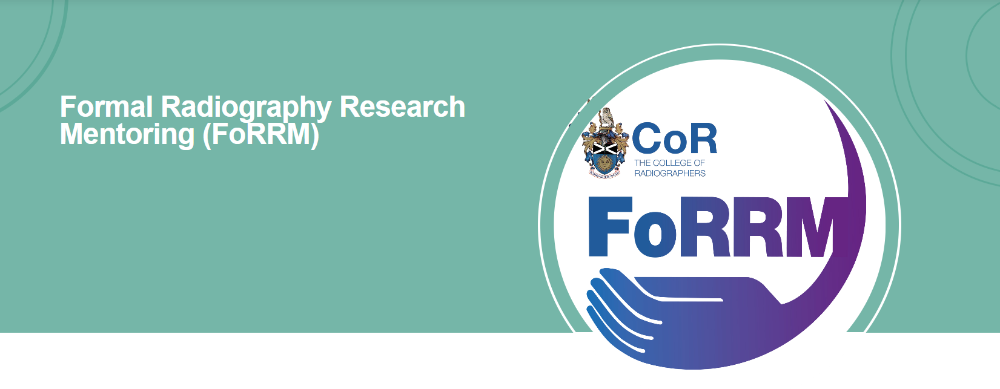 Formal Radiography Research
Mentoring (FoRRM)
CoR
THE COLLEGE OF
RADIOGRAPHERS
FoRRM